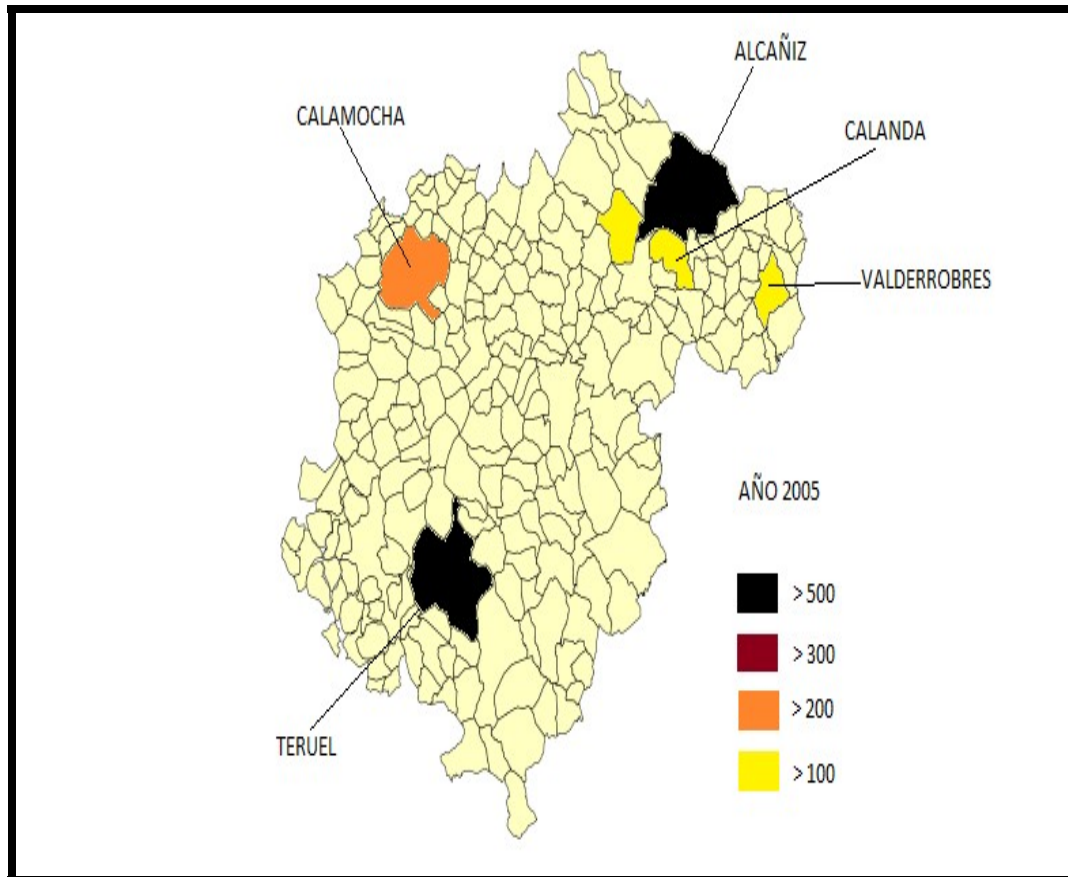 ALCAÑIZ
CALAMOCHA
CALANDA
VALDERROBRES
AÑO 2005
>500
>300
>200
>100
TERUEL